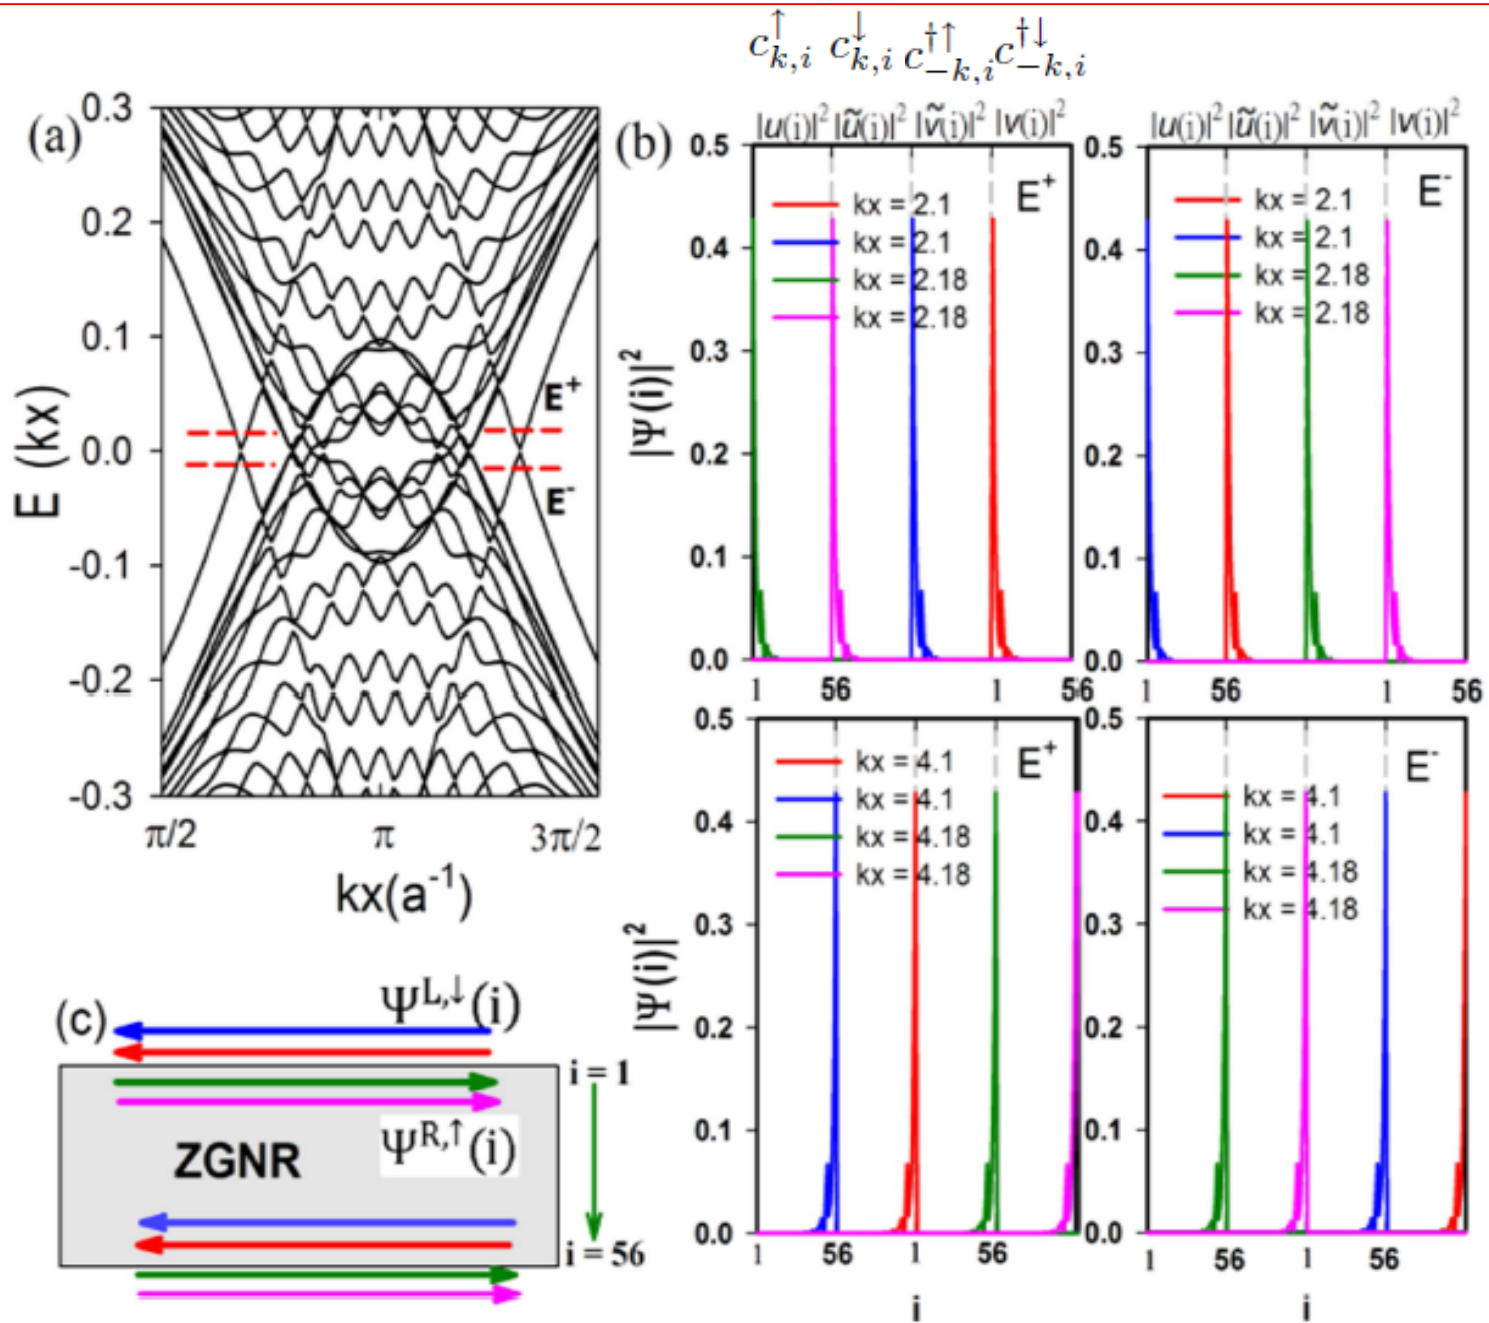 c↑k,i c↓k,i c†↑−k,i c†↓−k,i
(a)
0.3
0.2
0.1
0.0
-0.1
-0.2
-0.3
E (kx)
E⁺
E⁻
π/2 π 3π/2
kx(a⁻¹)
(b)
|u(i)|² |ũ(i)|² |ṽ(i)|² |v(i)|²
E⁺
kx = 2.1
kx = 2.1
kx = 2.18
kx = 2.18
0.5
0.4
0.3
0.2
0.1
0.0
|Ψ(i)|²
1 56 1 56
|u(i)|² |ũ(i)|² |ṽ(i)|² |v(i)|²
E⁻
kx = 2.1
kx = 2.1
kx = 2.18
kx = 2.18
0.5
0.4
0.3
0.2
0.1
0.0
1 56 1 56
E⁺
kx = 4.1
kx = 4.1
kx = 4.18
kx = 4.18
0.5
0.4
0.3
0.2
0.1
0.0
|Ψ(i)|²
1 56 1 56
i
E⁻
kx = 4.1
kx = 4.1
kx = 4.18
kx = 4.18
0.5
0.4
0.3
0.2
0.1
0.0
1 56 1 56
i
(c)
Ψᴸ,↓(i)
i = 1
Ψᴿ,↑(i)
ZGNR
i = 56